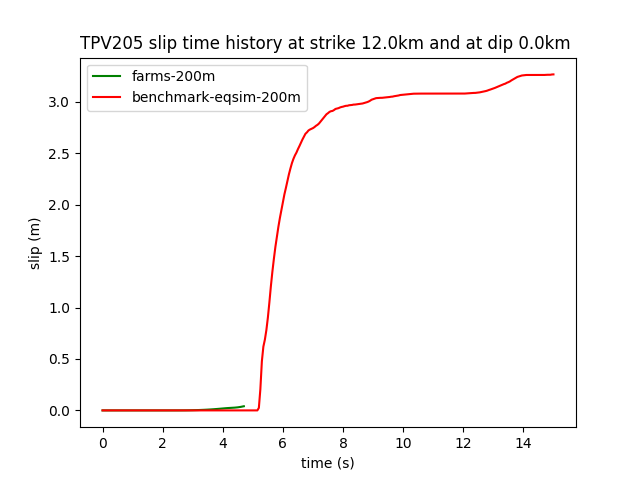 TPV205 slip time history at strike 12.0km and at dip 0.0km
farms-200m
benchmark-eqsim-200m
slip (m)
3.0
2.5
2.0
1.5
1.0
0.5
0.0
0 2 4 6 8 10 12 14
time (s)